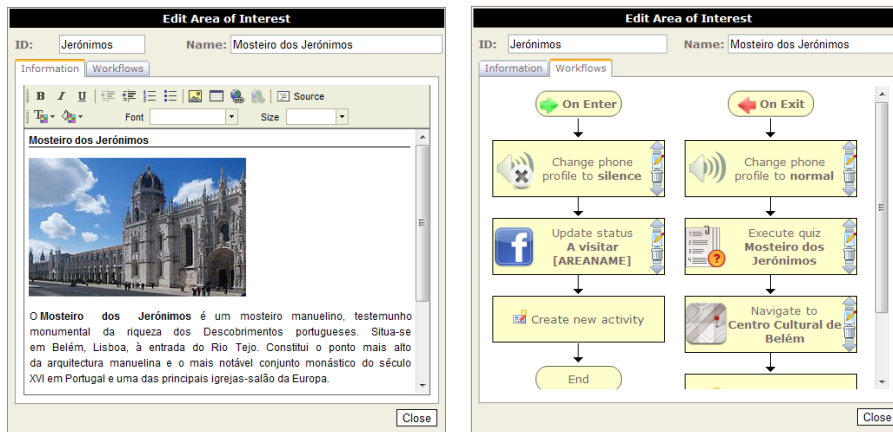 Edit Area of Interest
ID: Jerónimos Name: Mosteiro dos Jerónimos
Information Workflows
B I U Source
T Font Size
Mosteiro dos Jerónimos
O Mosteiro dos Jerónimos é um mosteiro manuelino, testemunho
monumental da riqueza dos Descobrimentos portugueses. Situa-se
em Belém, Lisboa, à entrada do Rio Tejo. Constitui o ponto mais alto
da arquitectura manuelina e o mais notável conjunto monástico do século
XVI em Portugal e uma das principais igrejas-salão da Europa.
Close
Edit Area of Interest
ID: Jerónimos Name: Mosteiro dos Jerónimos
Information Workflows
On Enter
Change phone
profile to silence
Update status
A visitar
[AREANAME]
Create new activity
End
On Exit
Change phone
profile to normal
Execute quiz
Mosteiro dos
Jerónimos
Navigate to
Centro Cultural de
Belém
Close